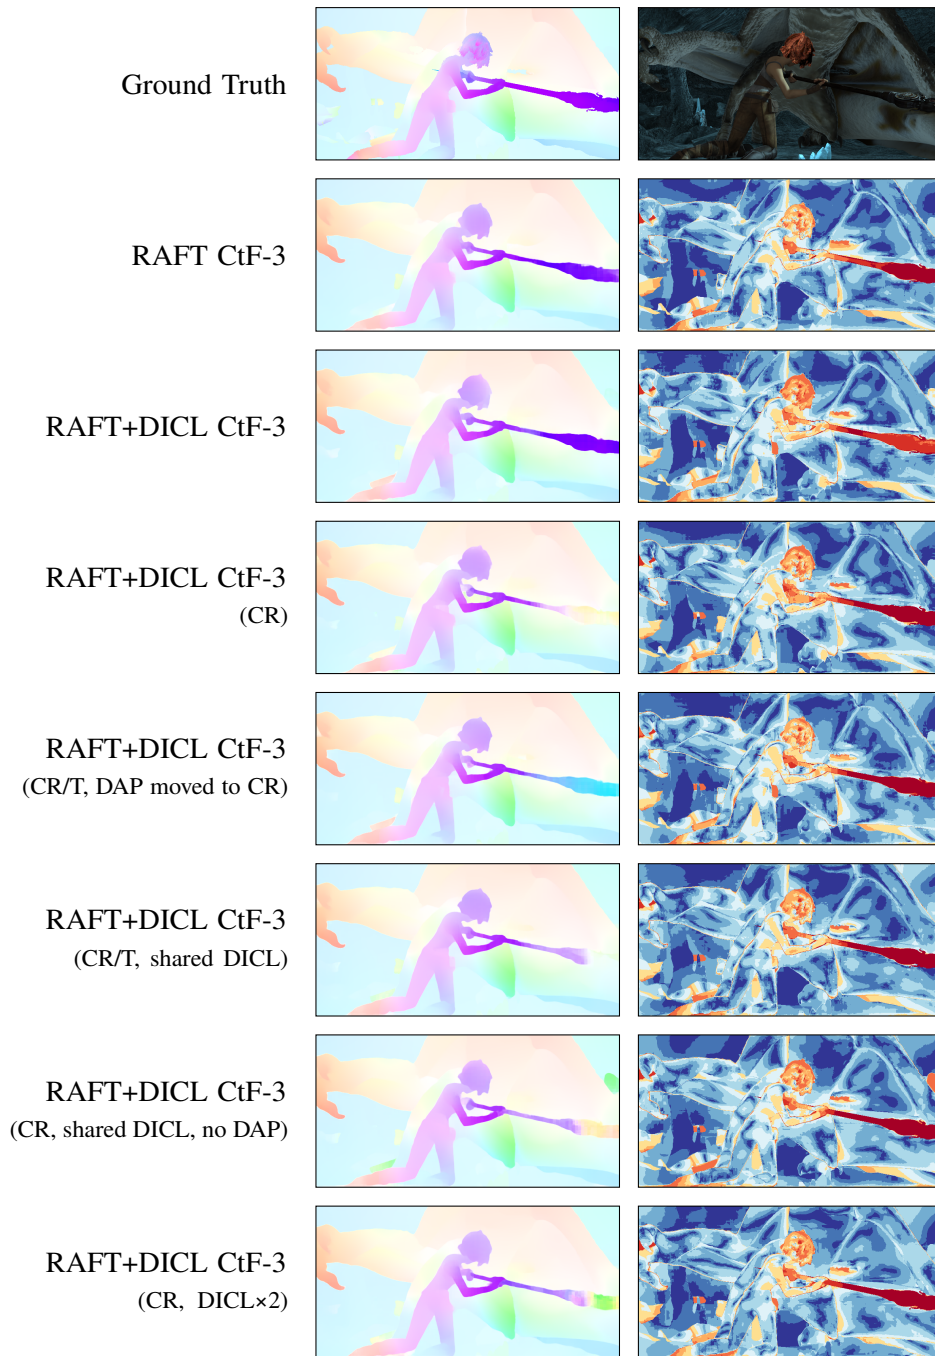 Ground Truth
RAFT CtF-3
RAFT+DICL CtF-3
RAFT+DICL CtF-3
(CR)
RAFT+DICL CtF-3
(CR/T, DAP moved to CR)
RAFT+DICL CtF-3
(CR/T, shared DICL)
RAFT+DICL CtF-3
(CR, shared DICL, no DAP)
RAFT+DICL CtF-3
(CR, DICL×2)